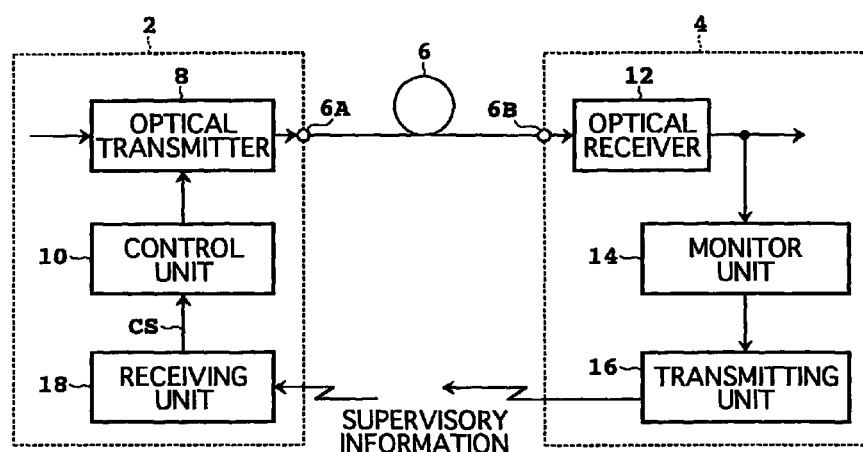 2
4
8
OPTICAL
TRANSMITTER
6A
6
6B
12
OPTICAL
RECEIVER
10
CONTROL
UNIT
14
MONITOR
UNIT
CS
18
RECEIVING
UNIT
16
TRANSMITTING
UNIT
SUPERVISORY
INFORMATION